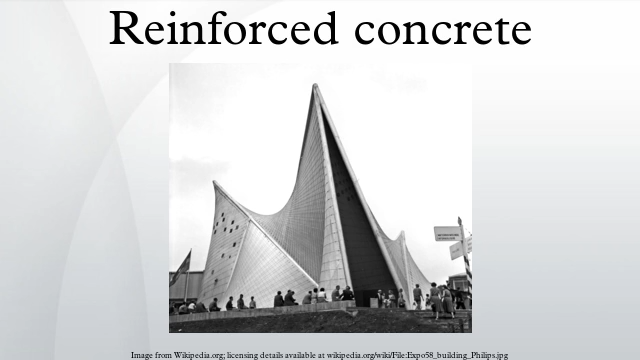 Reinforced concrete
Image from Wikipedia.org; licensing details available at wikipedia.org/wiki/File:Expo58_building_Philips.jpg